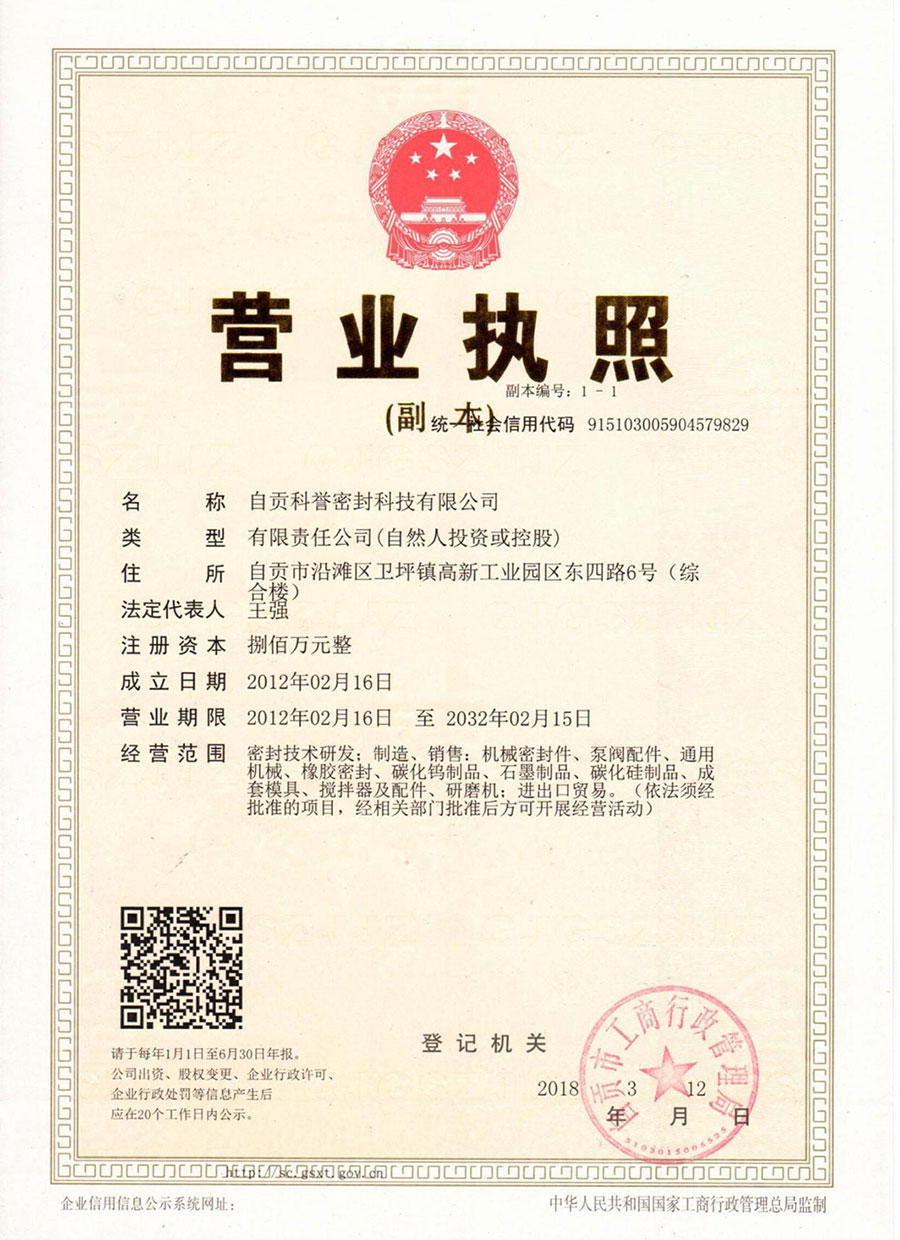 营业执照
副本编号：1 - 1
(副 本)
统一社会信用代码 915103005904579829
名 称 自贡科誉密封科技有限公司
类 型 有限责任公司(自然人投资或控股)
住 所 自贡市沿滩区卫坪镇高新工业园区东四路6号（综
合楼）
法定代表人 王强
注册资本 捌佰万元整
成立日期 2012年02月16日
营业期限 2012年02月16日 至 2032年02月15日
经营范围 密封技术研发；制造、销售：机械密封件、泵阀配件、通用
机械、橡胶密封、碳化钨制品、石墨制品、碳化硅制品、成
套模具、搅拌器及配件、研磨机；进出口贸易。（依法须经
批准的项目，经相关部门批准后方可开展经营活动）
请于每年1月1日至6月30日年报。
公司出资、股权变更、企业行政许可、
企业行政处罚等信息产生后
应在20个工作日内公示。
登记机关
自贡市工商行政管理局
5103015006525
2018 年 3 月 12 日
http://sc.gsxt.gov.cn
企业信用信息公示系统网址：
中华人民共和国国家工商行政管理总局监制